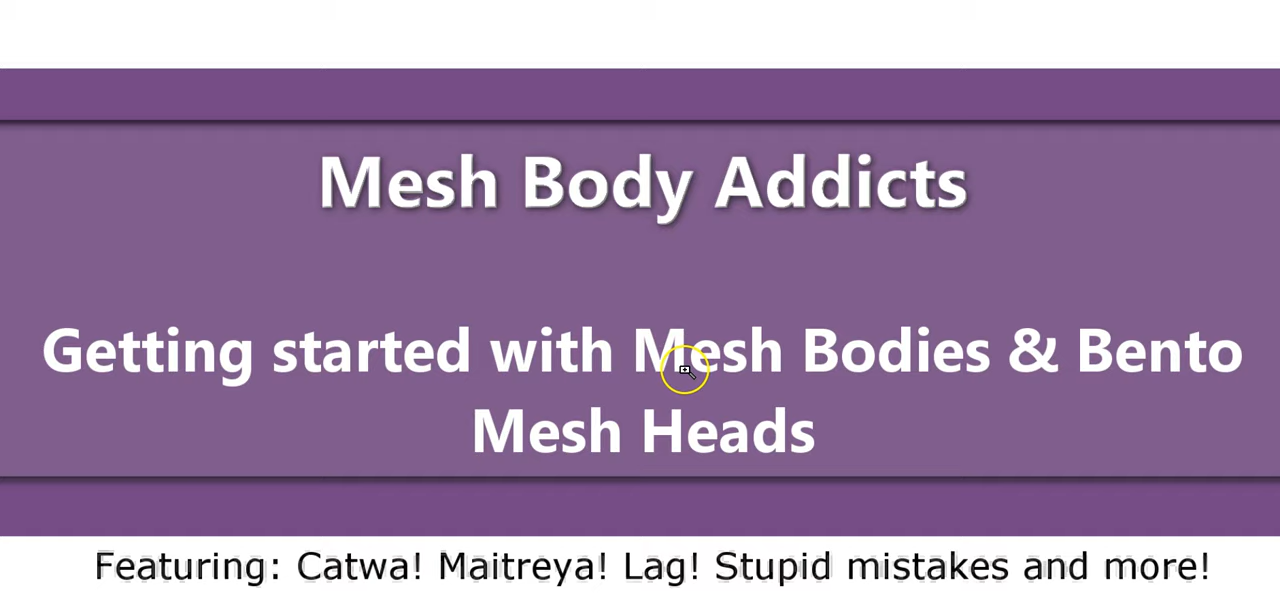 Mesh Body Addicts
Getting started with Mesh Bodies & Bento
Mesh Heads
Featuring: Catwa! Maitreya! Lag! Stupid mistakes and more!